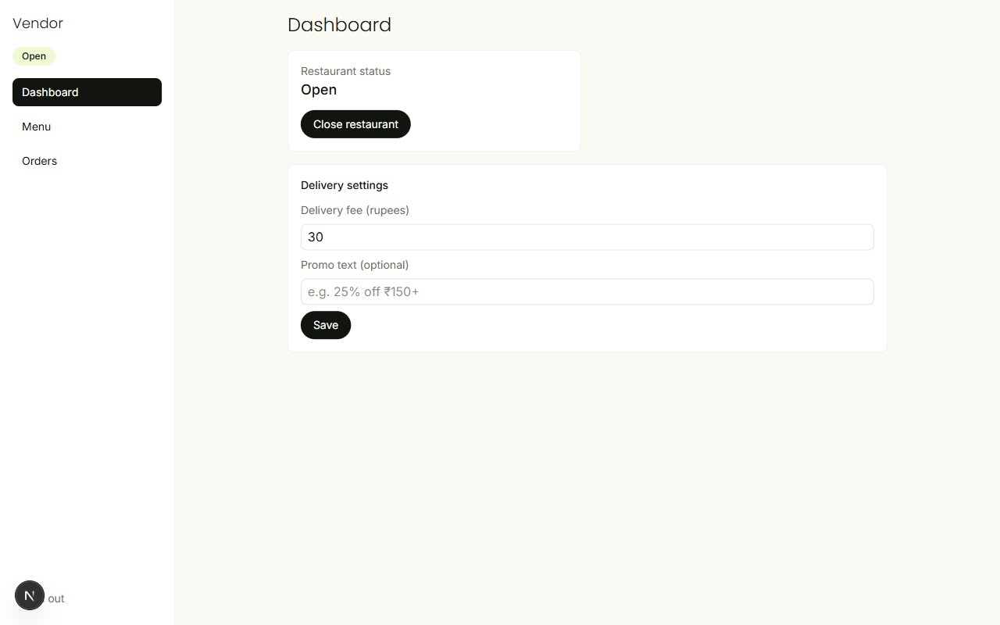 Vendor
Open
Dashboard
Menu
Orders
N out
Dashboard
Restaurant status
Open
Close restaurant
Delivery settings
Delivery fee (rupees)
30
Promo text (optional)
e.g. 25% off ₹150+
Save